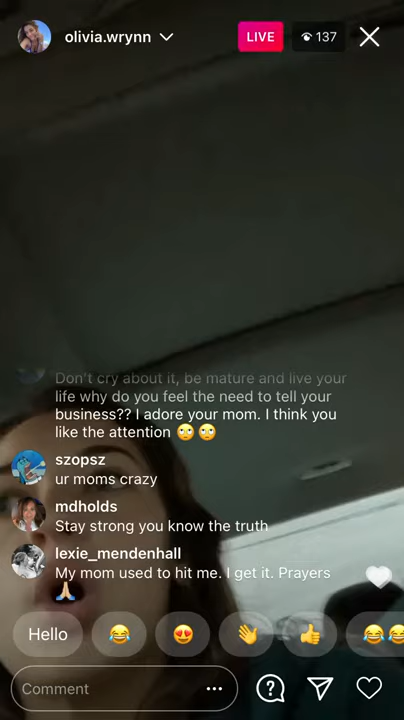 olivia.wrynn
LIVE
137
Don't cry about it, be mature and live your
life why do you feel the need to tell your
business?? I adore your mom. I think you
like the attention 🙄🙄
szopsz
ur moms crazy
mdholds
Stay strong you know the truth
lexie_mendenhall
My mom used to hit me. I get it. Prayers
🙏🏼
Hello 😂 😍 👋 👍 😂😂
Comment